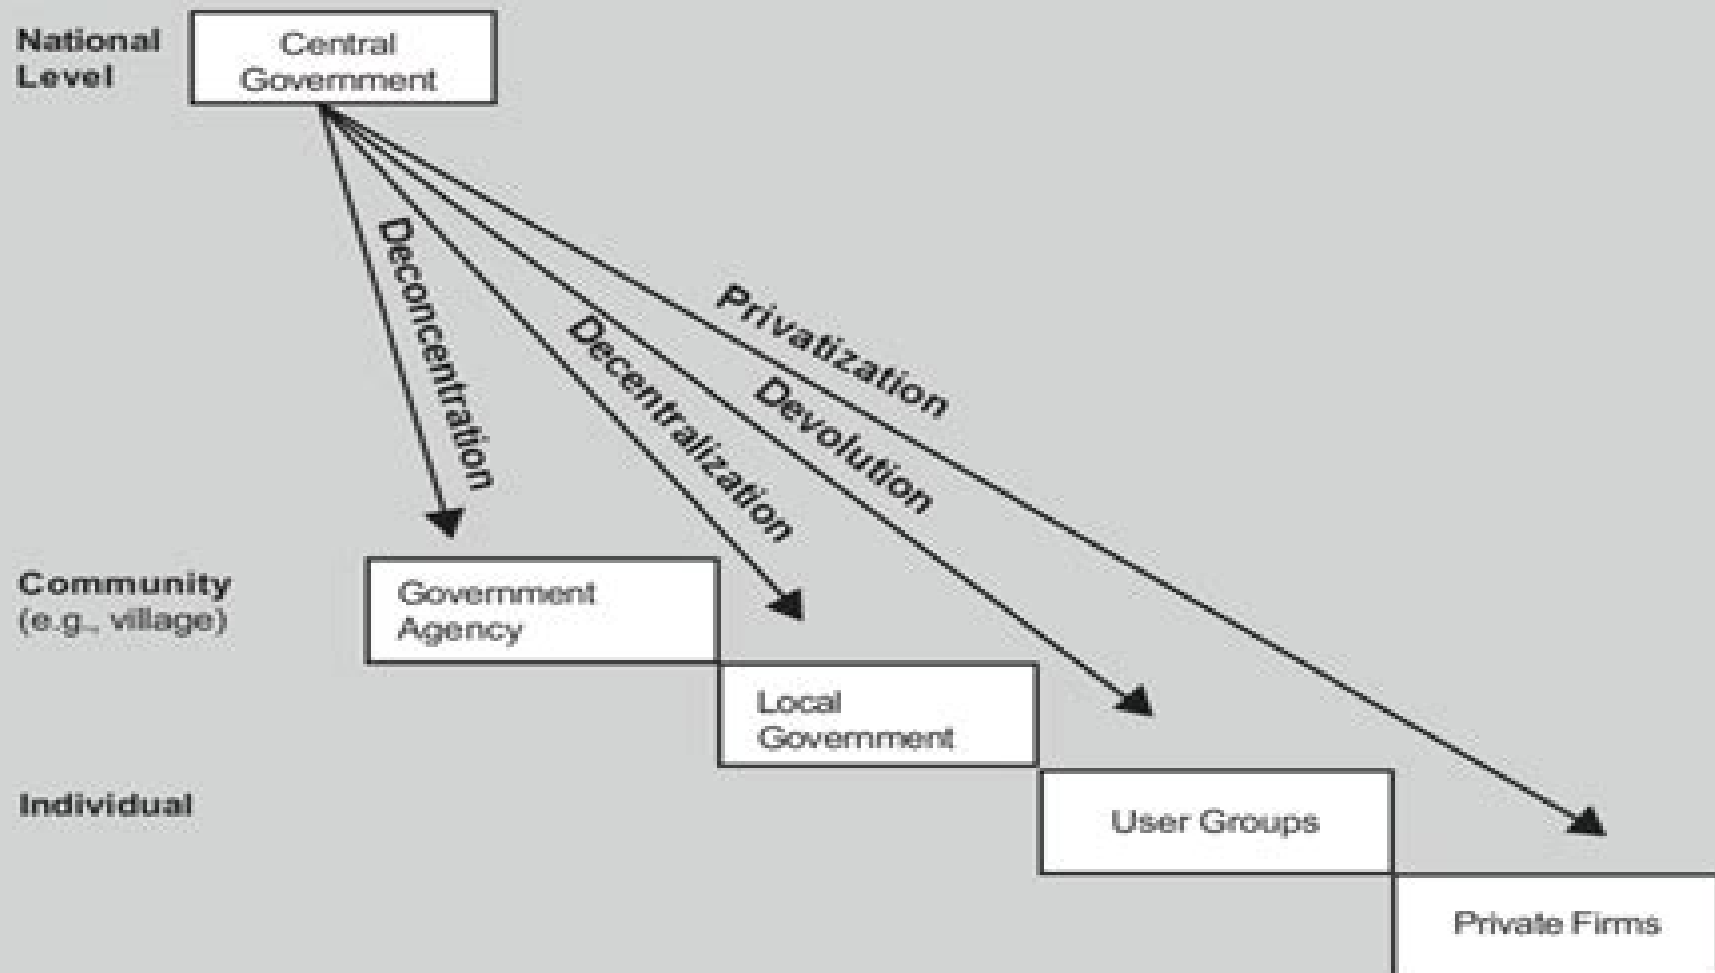 National
Level
Central
Government
Deconcentration
Decentralization
Devolution
Privatization
Community
(e.g., village)
Government
Agency
Local
Government
Individual
User Groups
Private Firms